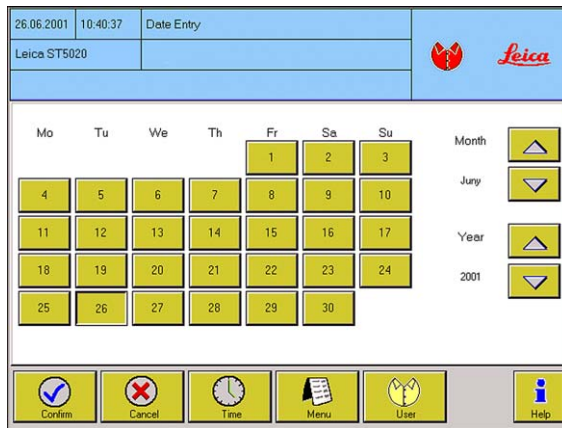 26.06.2001 10:40:37 Date Entry
Leica ST5020
Leica
Mo Tu We Th Fr Sa Su
1 2 3
4 5 6 7 8 9 10
11 12 13 14 15 16 17
18 19 20 21 22 23 24
25 26 27 28 29 30
Month
Juny
Year
2001
Confirm Cancel Time Menu User Help